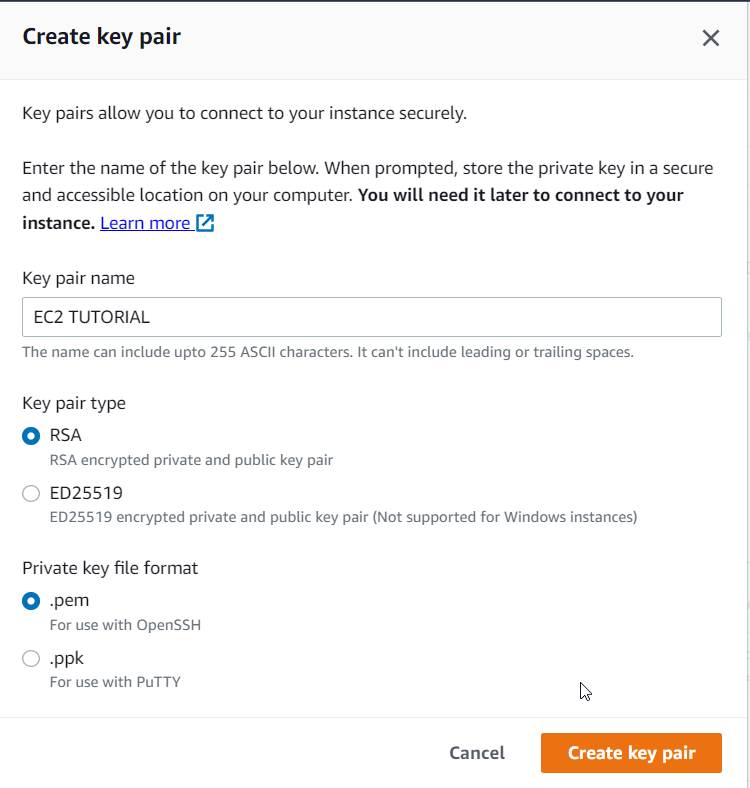 Create key pair
Key pairs allow you to connect to your instance securely.
Enter the name of the key pair below. When prompted, store the private key in a secure
and accessible location on your computer. You will need it later to connect to your
instance. Learn more
Key pair name
EC2 TUTORIAL
The name can include upto 255 ASCII characters. It can't include leading or trailing spaces.
Key pair type
RSA
RSA encrypted private and public key pair
ED25519
ED25519 encrypted private and public key pair (Not supported for Windows instances)
Private key file format
.pem
For use with OpenSSH
.ppk
For use with PuTTY
Cancel
Create key pair